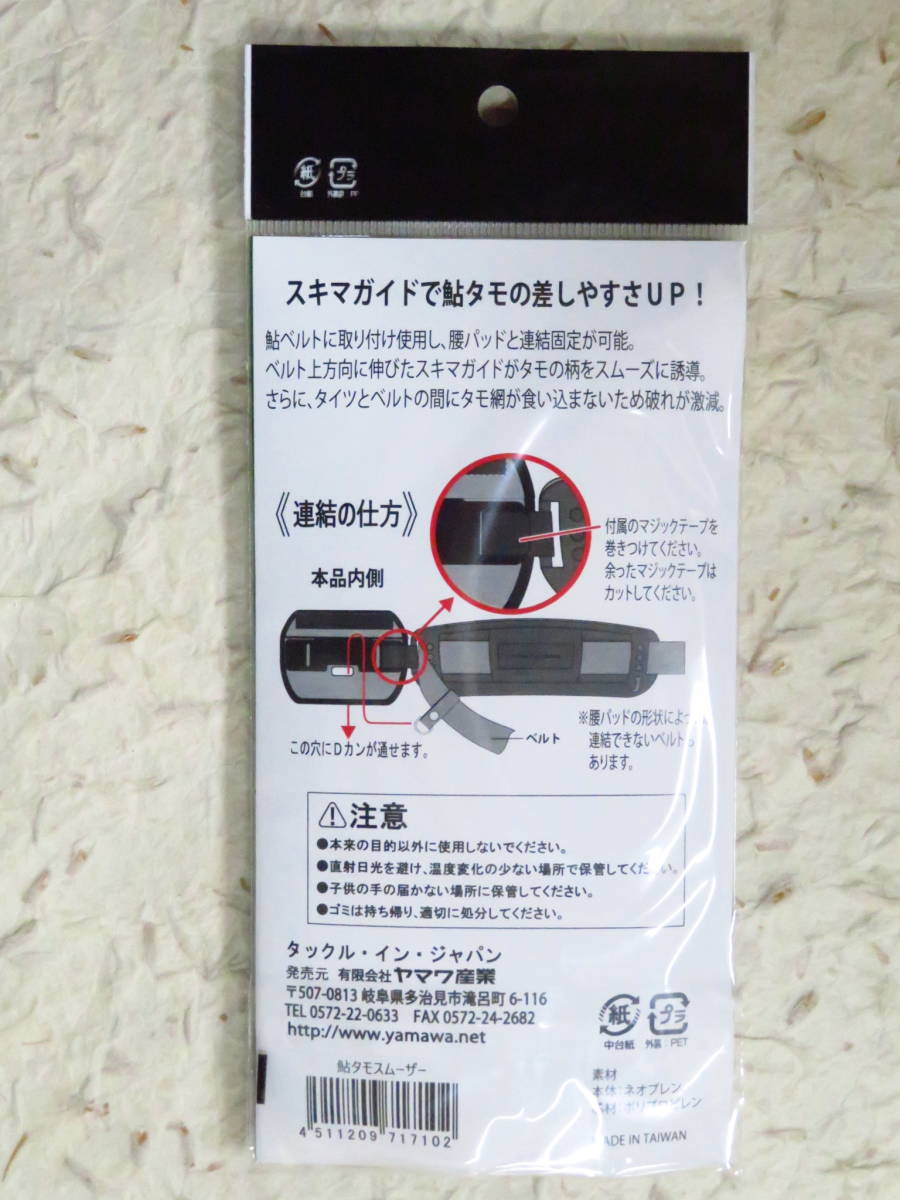 紙
プラ
台紙
外装 PP
スキマガイドで鮎タモの差しやすさUP！
鮎ベルトに取り付け使用し、腰パッドと連結固定が可能。
ベルト上方向に伸びたスキマガイドがタモの柄をスムーズに誘導。
さらに、タイツとベルトの間にタモ網が食い込まないため破れが激減。
《連結の仕方》
付属のマジックテープを
巻きつけてください。
余ったマジックテープは
カットしてください。
本品内側
この穴にDカンが通せます。
ベルト
※腰パッドの形状によっ
連結できないベルトも
あります。
⚠注意
●本来の目的以外に使用しないでください。
●直射日光を避け、温度変化の少ない場所で保管してください。
●子供の手の届かない場所に保管してください。
●ゴミは持ち帰り、適切に処分してください。
タックル・イン・ジャパン
発売元 有限会社ヤマワ産業
〒507-0813 岐阜県多治見市滝呂町 6-116
TEL 0572-22-0633 FAX 0572-24-2682
http://www.yamawa.net
紙
プラ
中台紙
外装：PET
鮎タモスムーザー
4 511209 717102
素材
本体：ネオプレン
芯材：ポリプロピレン
MADE IN TAIWAN